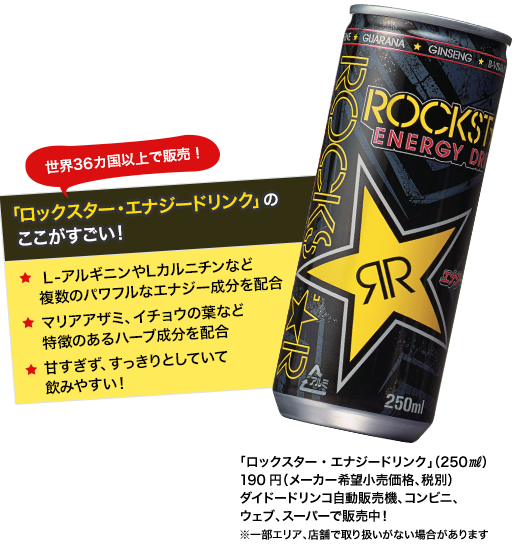 世界36カ国以上で販売！
「ロックスター・エナジードリンク」の
ここがすごい！
★ L-アルギニンやLカルニチンなど
複数のパワフルなエナジー成分を配合
★ マリアアザミ、イチョウの葉など
特徴のあるハーブ成分を配合
★ 甘すぎず、すっきりとしていて
飲みやすい！
★ GUARANA ★ GINSENG ★
ROCKST
ENERGY DR
ROCKST★R
RR
エナジ
アルミ
250ml
「ロックスター・エナジードリンク」（250㎖）
190円（メーカー希望小売価格、税別）
ダイドードリンコ自動販売機、コンビニ、
ウェブ、スーパーで販売中！
※一部エリア、店舗で取り扱いがない場合があります